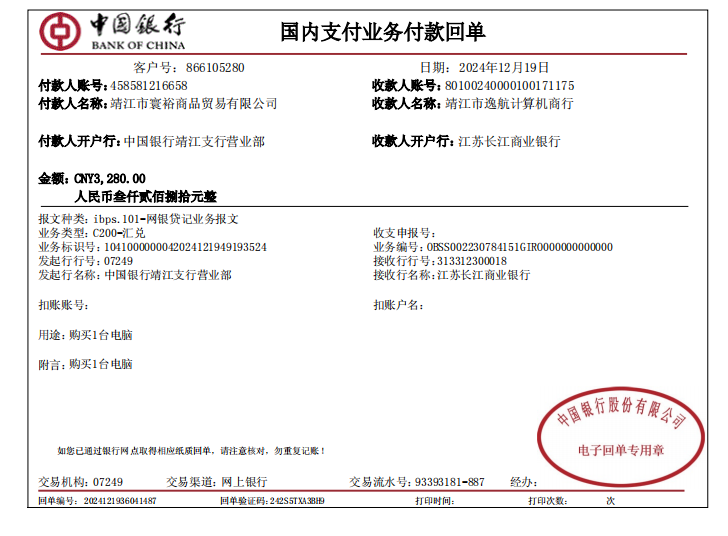 中国银行
BANK OF CHINA
国内支付业务付款回单
客户号：866105280 日期：2024年12月19日
付款人账号：458581216658 收款人账号：80100240000100171175
付款人名称：靖江市寰裕商品贸易有限公司 收款人名称：靖江市逸航计算机商行
付款人开户行：中国银行靖江支行营业部 收款人开户行：江苏长江商业银行
金额：CNY3,280.00
人民币叁仟贰佰捌拾元整
报文种类：ibps.101-网银贷记业务报文
业务类型：C200-汇兑 收支申报号：
业务标识号：1041000000042024121949193524 业务编号：OBSS002230784151GIRO000000000000
发起行行号：07249 接收行行号：313312300018
发起行名称：中国银行靖江支行营业部 接收行名称：江苏长江商业银行
扣账账号： 扣账户名：
用途：购买1台电脑
附言：购买1台电脑
中国银行股份有限公司
电子回单专用章
如您已通过银行网点取得相应纸质回单，请注意核对，勿重复记账！
交易机构：07249 交易渠道：网上银行 交易流水号：93393181-887 经办：
回单编号：2024121936041487 回单验证码：242S5TXA3BH9 打印时间： 打印次数： 次